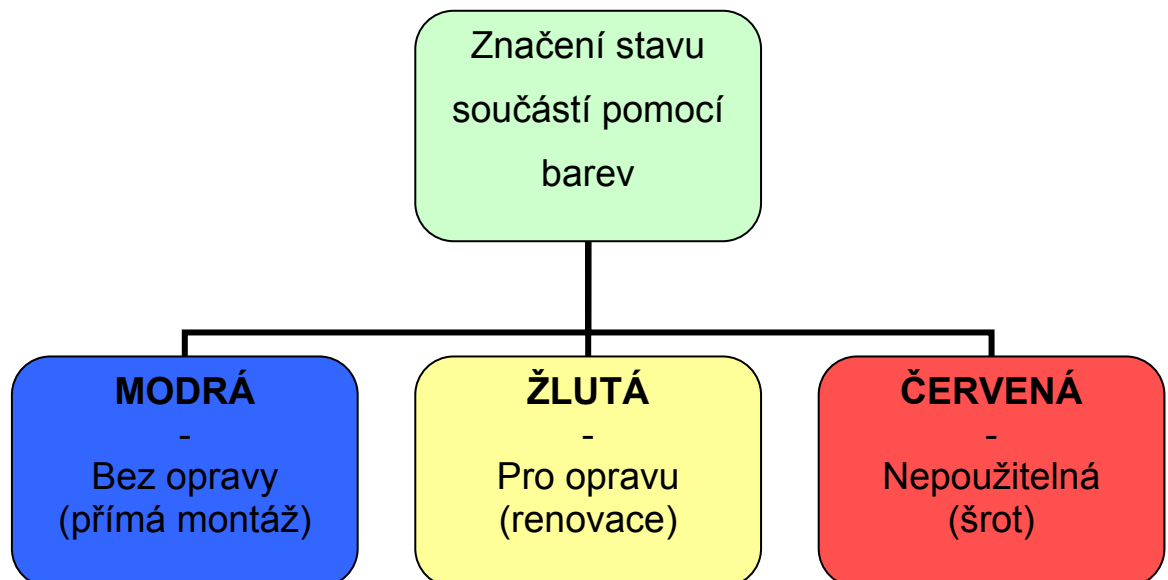 Značení stavu
součástí pomocí
barev
MODRÁ
-
Bez opravy
(přímá montáž)
ŽLUTÁ
-
Pro opravu
(renovace)
ČERVENÁ
-
Nepoužitelná
(šrot)